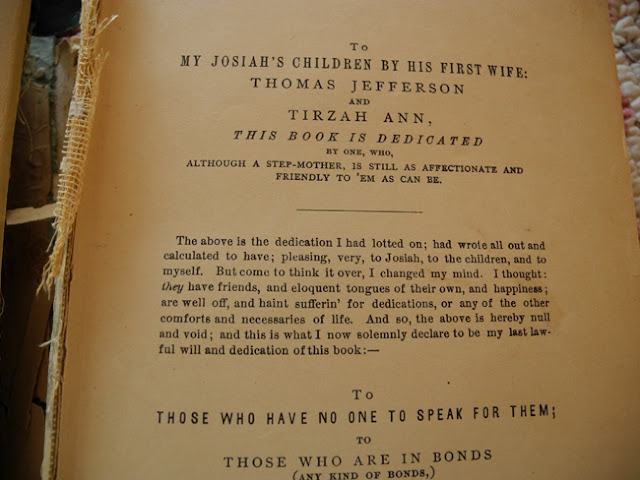 To
MY JOSIAH'S CHILDREN BY HIS FIRST WIFE:
THOMAS JEFFERSON
AND
TIRZAH ANN,
THIS BOOK IS DEDICATED
BY ONE, WHO,
ALTHOUGH A STEP-MOTHER, IS STILL AS AFFECTIONATE AND
FRIENDLY TO 'EM AS CAN BE.
The above is the dedication I had lotted on; had wrote all out and
calculated to have; pleasing, very, to Josiah, to the children, and to
myself. But come to think it over, I changed my mind. I thought:
they have friends, and eloquent tongues of their own, and happiness;
are well off, and haint sufferin' for dedications, or any of the other
comforts and necessaries of life. And so, the above is hereby null
and void; and this is what I now solemnly declare to be my last law-
ful will and dedication of this book:—
To
THOSE WHO HAVE NO ONE TO SPEAK FOR THEM;
TO
THOSE WHO ARE IN BONDS
(ANY KIND OF BONDS,)